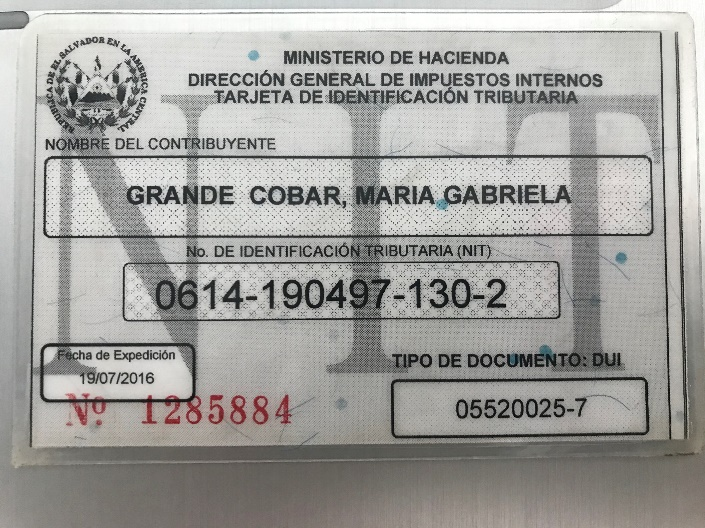 REPUBLICA DE EL SALVADOR EN LA AMERICA CENTRAL
MINISTERIO DE HACIENDA
DIRECCIÓN GENERAL DE IMPUESTOS INTERNOS
TARJETA DE IDENTIFICACIÓN TRIBUTARIA
NIT
NOMBRE DEL CONTRIBUYENTE
GRANDE COBAR, MARIA GABRIELA
No. DE IDENTIFICACIÓN TRIBUTARIA (NIT)
0614-190497-130-2
Fecha de Expedición
19/07/2016
TIPO DE DOCUMENTO: DUI
Nº 1285884
05520025-7